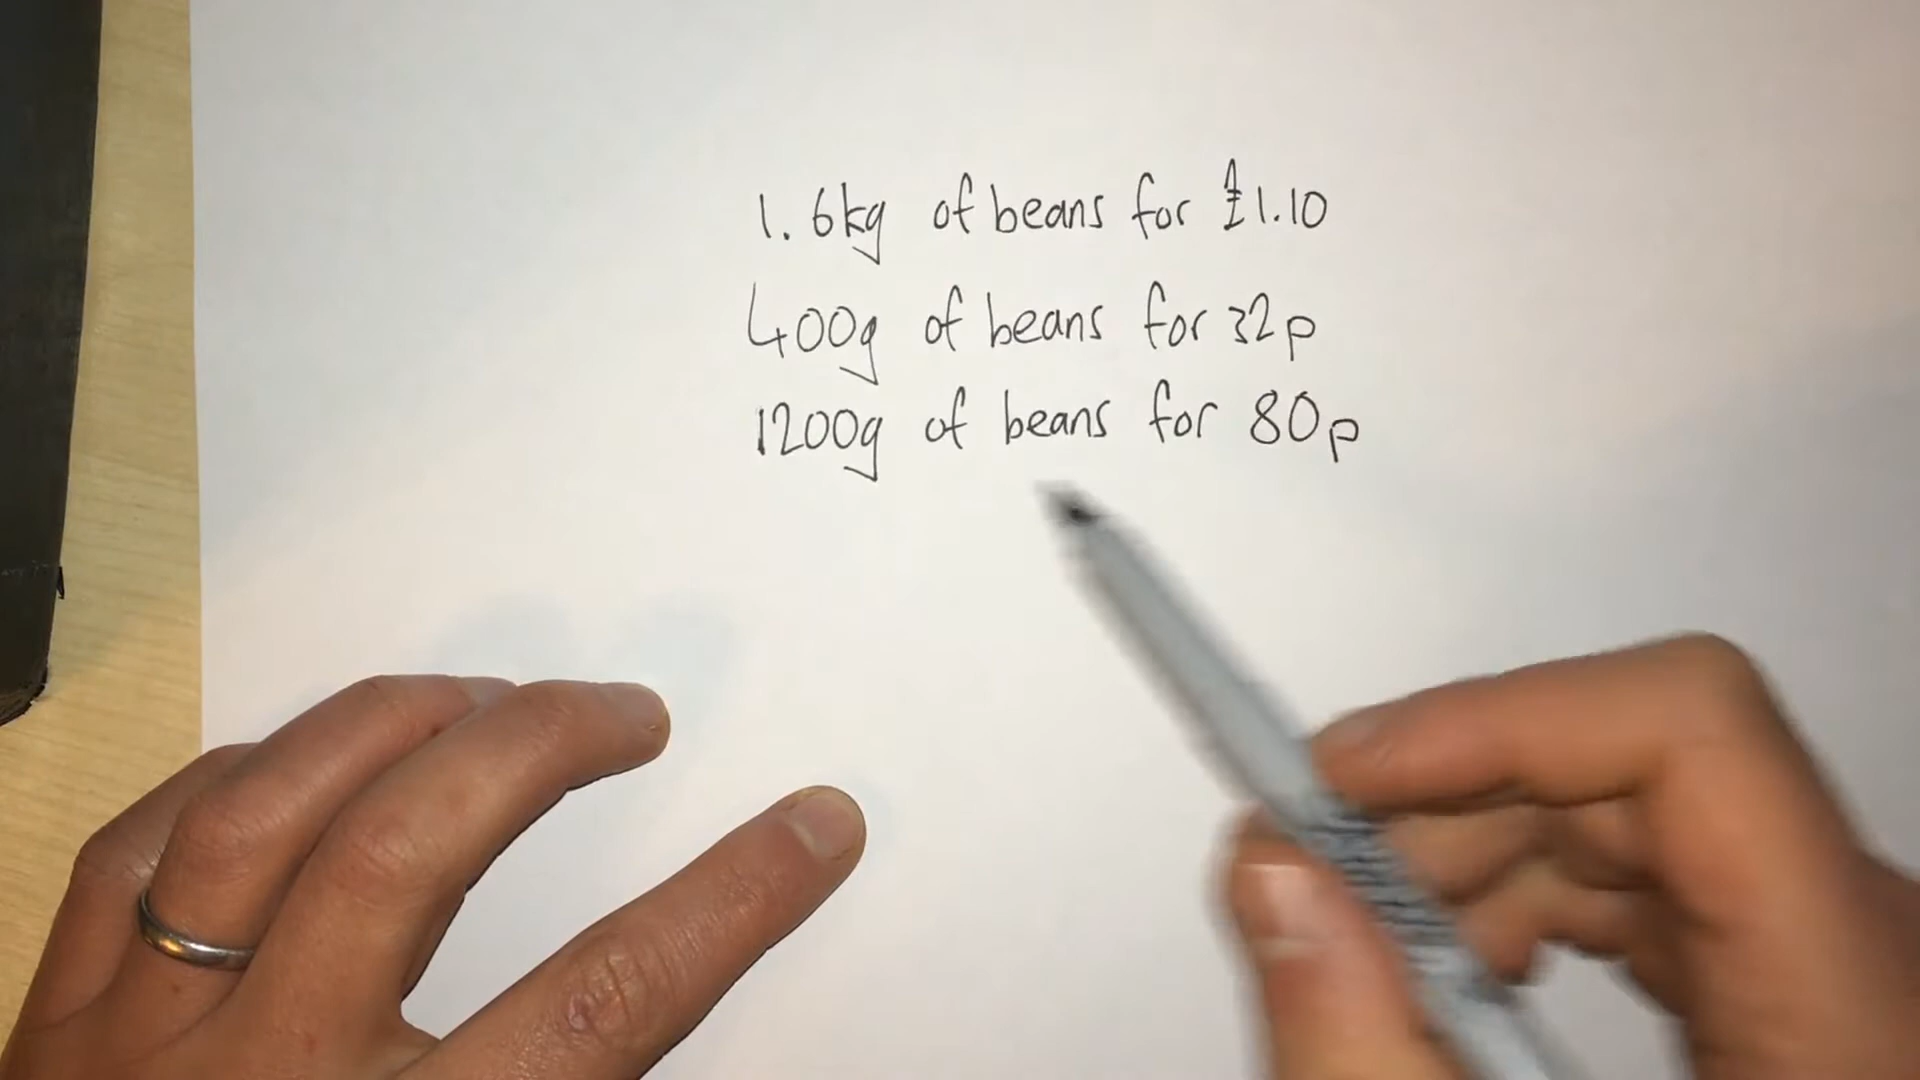 1.6kg of beans for £1.10
400g of beans for 32p
1200g of beans for 80p